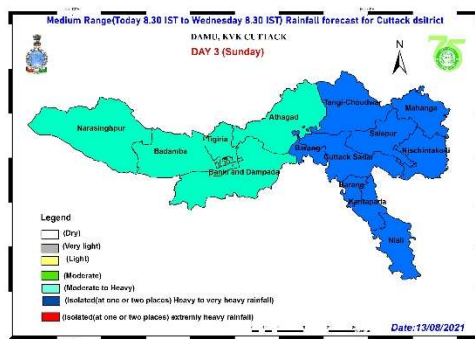 Medium Range(Today 8.30 IST to Wednesday 8.30 IST) Rainfall forecast for Cuttack dsitrict
DAMU, KVK CUTTACK
DAY 3 (Sunday)
N
75
Narasinghpur
Badamba
Tigiria
Athagad
Banki and Dampada
Tangi-Choudwar
Mahanga
Salepur
Nischintakoili
Cuttack Sadar
Barang
Kantapada
Niali
Legend
(Dry)
(Very light)
(Light)
(Moderate)
(Moderate to Heavy)
(Isolated(at one or two places) Heavy to very heavy rainfall)
(Isolated(at one or two places) extremly heavy rainfall)
Date:13/08/2021